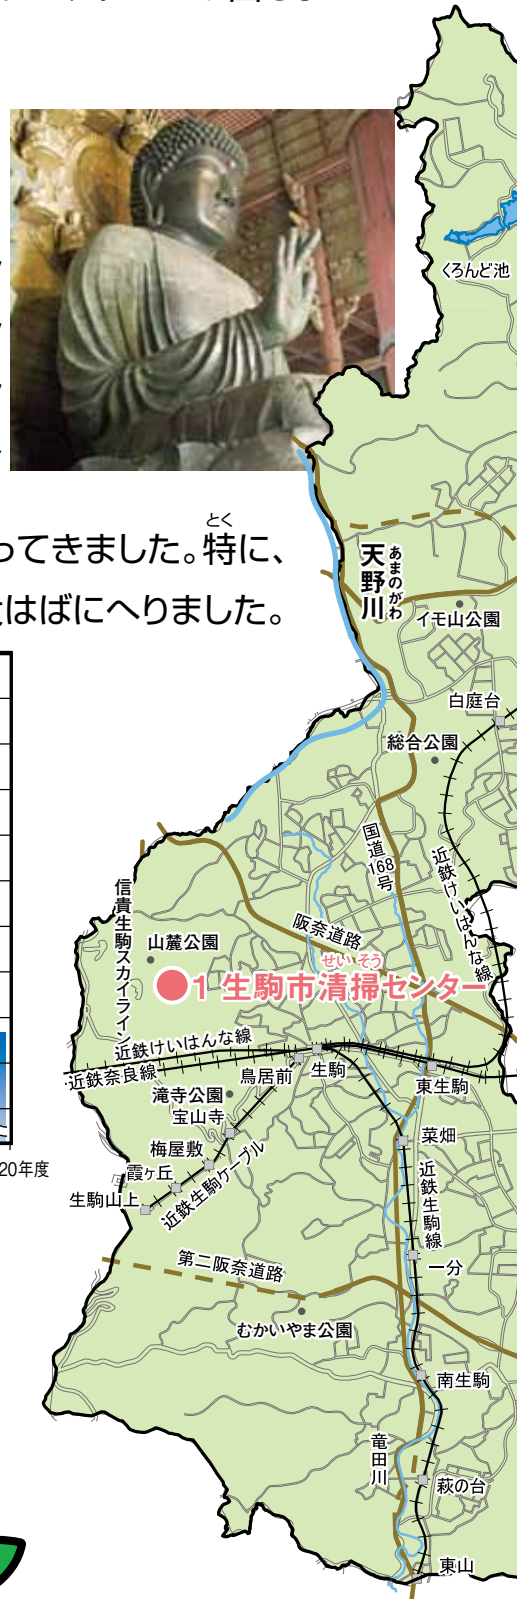 とく
ってきました。特に、
はばにへりました。
20年度
くろんど池
あまのがわ
天野川
イモ山公園
白庭台
総合公園
国道168号
近鉄けいはんな線
信貴生駒スカイライン
山麓公園
阪奈道路
せいそう
1 生駒市清掃センター
近鉄けいはんな線
近鉄奈良線
鳥居前
生駒
東生駒
滝寺公園
宝山寺
菜畑
梅屋敷
霞ヶ丘
生駒山上
近鉄生駒ケーブル
近鉄生駒線
第二阪奈道路
一分
むかいやま公園
南生駒
竜田川
萩の台
東山